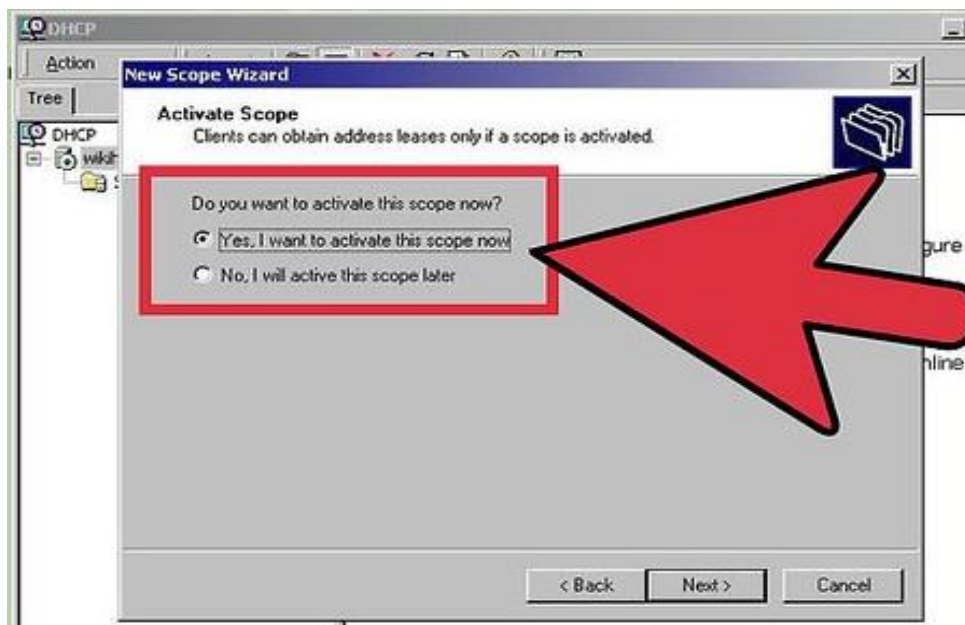 DHCP
Action
New Scope Wizard
Tree
Activate Scope
Clients can obtain address leases only if a scope is activated.
DHCP
Do you want to activate this scope now?
Yes, I want to activate this scope now
No, I will active this scope later
< Back
Next >
Cancel